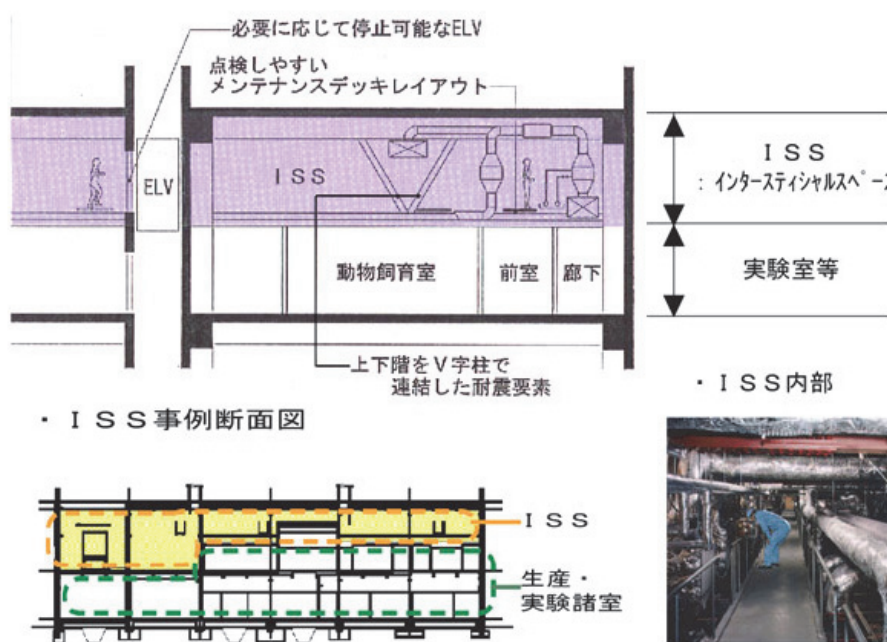 必要に応じて停止可能なELV
点検しやすい
メンテナンスデッキレイアウト
ISS
ELV
ISS
:インタースティシャルスペース
動物飼育室
前室
廊下
実験室等
上下階をV字柱で
連結した耐震要素
・ISS事例断面図
・ISS内部
ISS
生産・
実験諸室